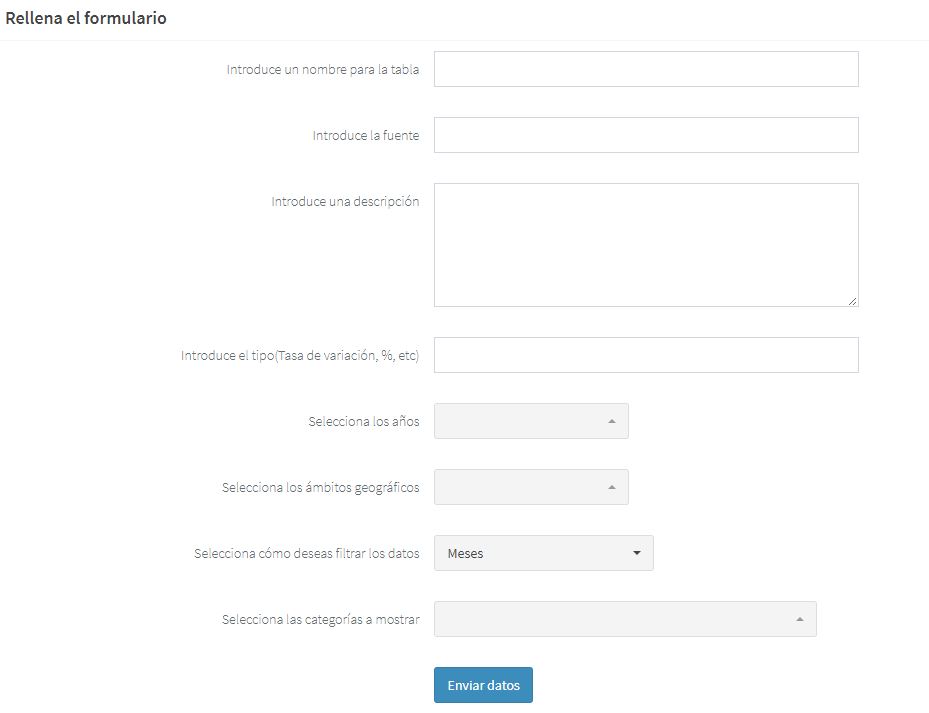 Rellena el formulario
Introduce un nombre para la tabla
Introduce la fuente
Introduce una descripción
Introduce el tipo(Tasa de variación, %, etc)
Selecciona los años
Selecciona los ámbitos geográficos
Selecciona cómo deseas filtrar los datos Meses
Selecciona las categorías a mostrar
Enviar datos